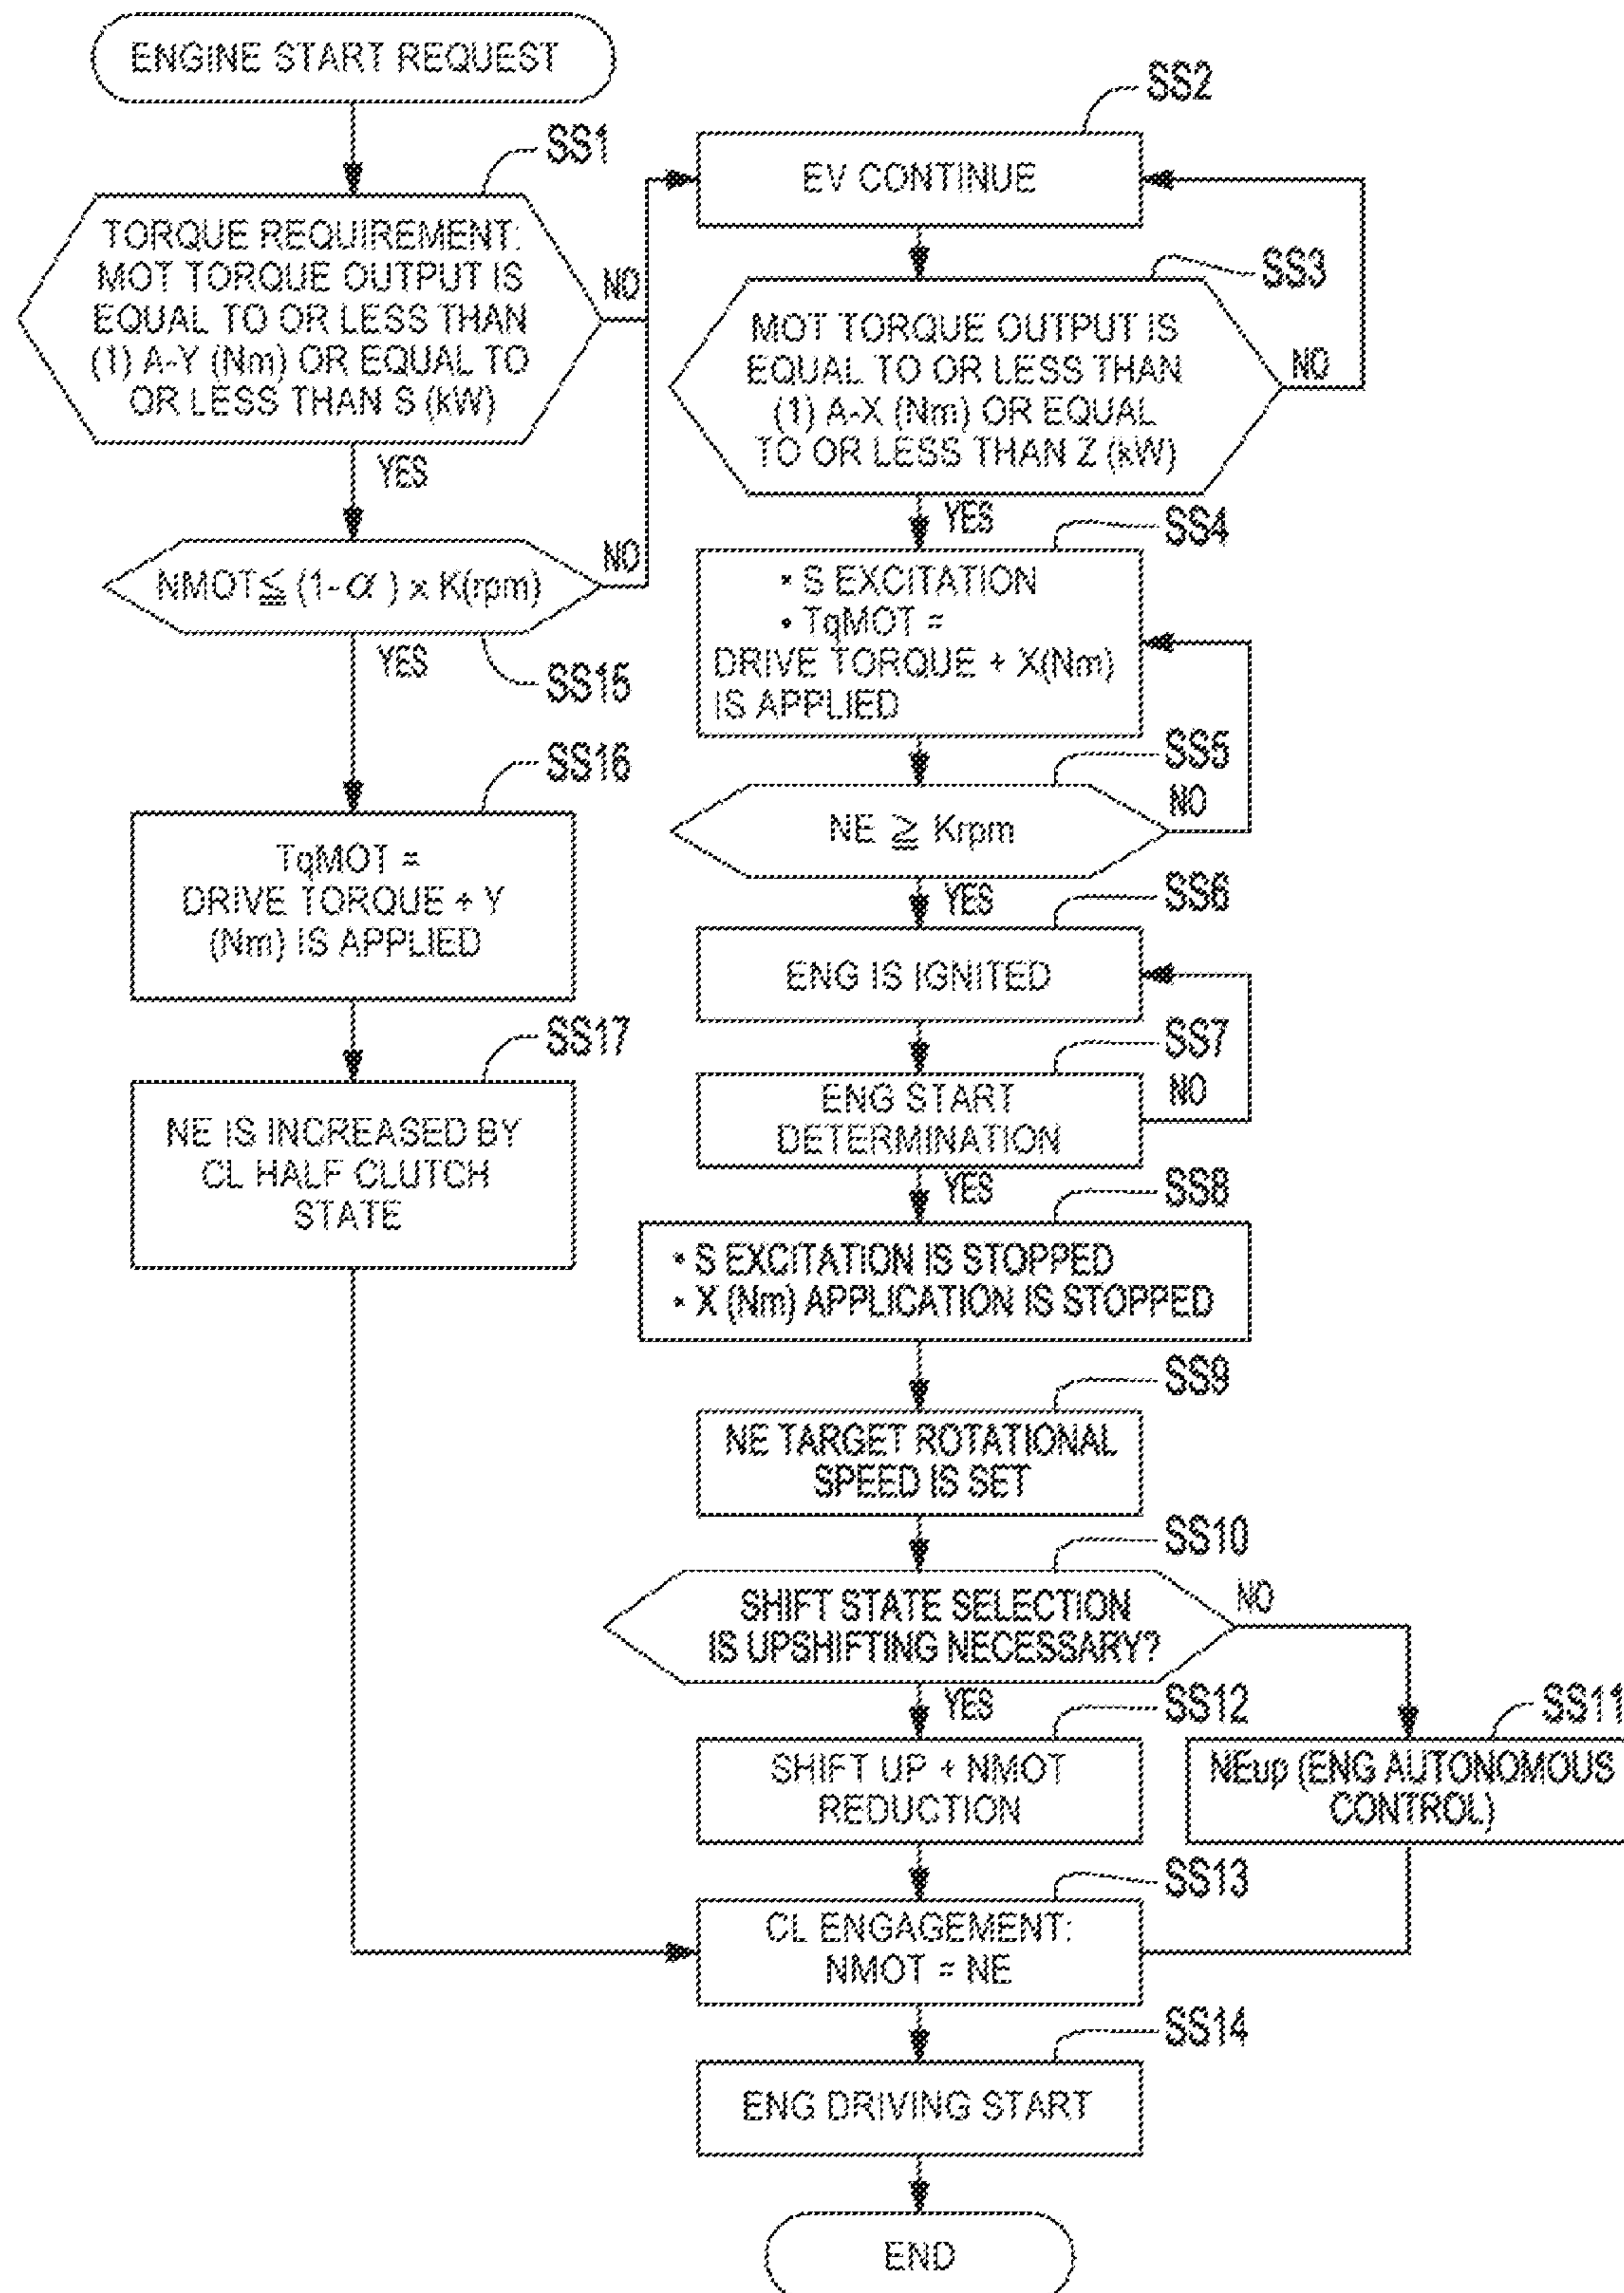 ENGINE START REQUEST
SS1
TORQUE REQUIREMENT:
MOT TORQUE OUTPUT IS
EQUAL TO OR LESS THAN
(1) A-Y (Nm) OR EQUAL TO
OR LESS THAN S (kW)
NO
YES
NMOT≦(1-α) x K(rpm)
NO
YES
SS15
SS16
TqMOT =
DRIVE TORQUE + Y
(Nm) IS APPLIED
SS17
NE IS INCREASED BY
CL HALF CLUTCH
STATE
SS2
EV CONTINUE
SS3
MOT TORQUE OUTPUT IS
EQUAL TO OR LESS THAN
(1) A-X (Nm) OR EQUAL
TO OR LESS THAN Z (kW)
NO
YES
SS4
• S EXCITATION
• TqMOT =
DRIVE TORQUE + X(Nm)
IS APPLIED
SS5
NE ≧ Krpm
NO
YES
SS6
ENG IS IGNITED
SS7
ENG START
DETERMINATION
NO
YES
SS8
• S EXCITATION IS STOPPED
• X (Nm) APPLICATION IS STOPPED
SS9
NE TARGET ROTATIONAL
SPEED IS SET
SS10
SHIFT STATE SELECTION
IS UPSHIFTING NECESSARY?
NO
YES
SS12
SHIFT UP + NMOT
REDUCTION
SS11
NEup (ENG AUTONOMOUS
CONTROL)
SS13
CL ENGAGEMENT:
NMOT = NE
SS14
ENG DRIVING START
END